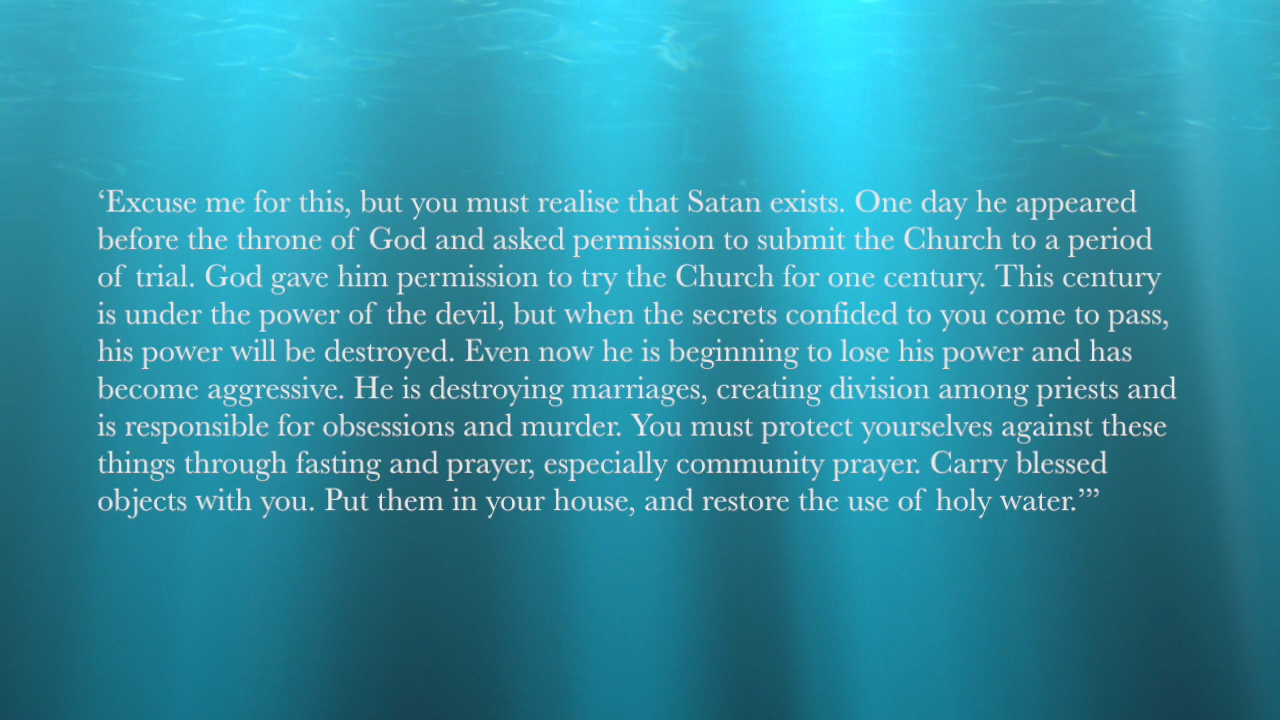 ‘Excuse me for this, but you must realise that Satan exists. One day he appeared
before the throne of God and asked permission to submit the Church to a period
of trial. God gave him permission to try the Church for one century. This century
is under the power of the devil, but when the secrets confided to you come to pass,
his power will be destroyed. Even now he is beginning to lose his power and has
become aggressive. He is destroying marriages, creating division among priests and
is responsible for obsessions and murder. You must protect yourselves against these
things through fasting and prayer, especially community prayer. Carry blessed
objects with you. Put them in your house, and restore the use of holy water.’”